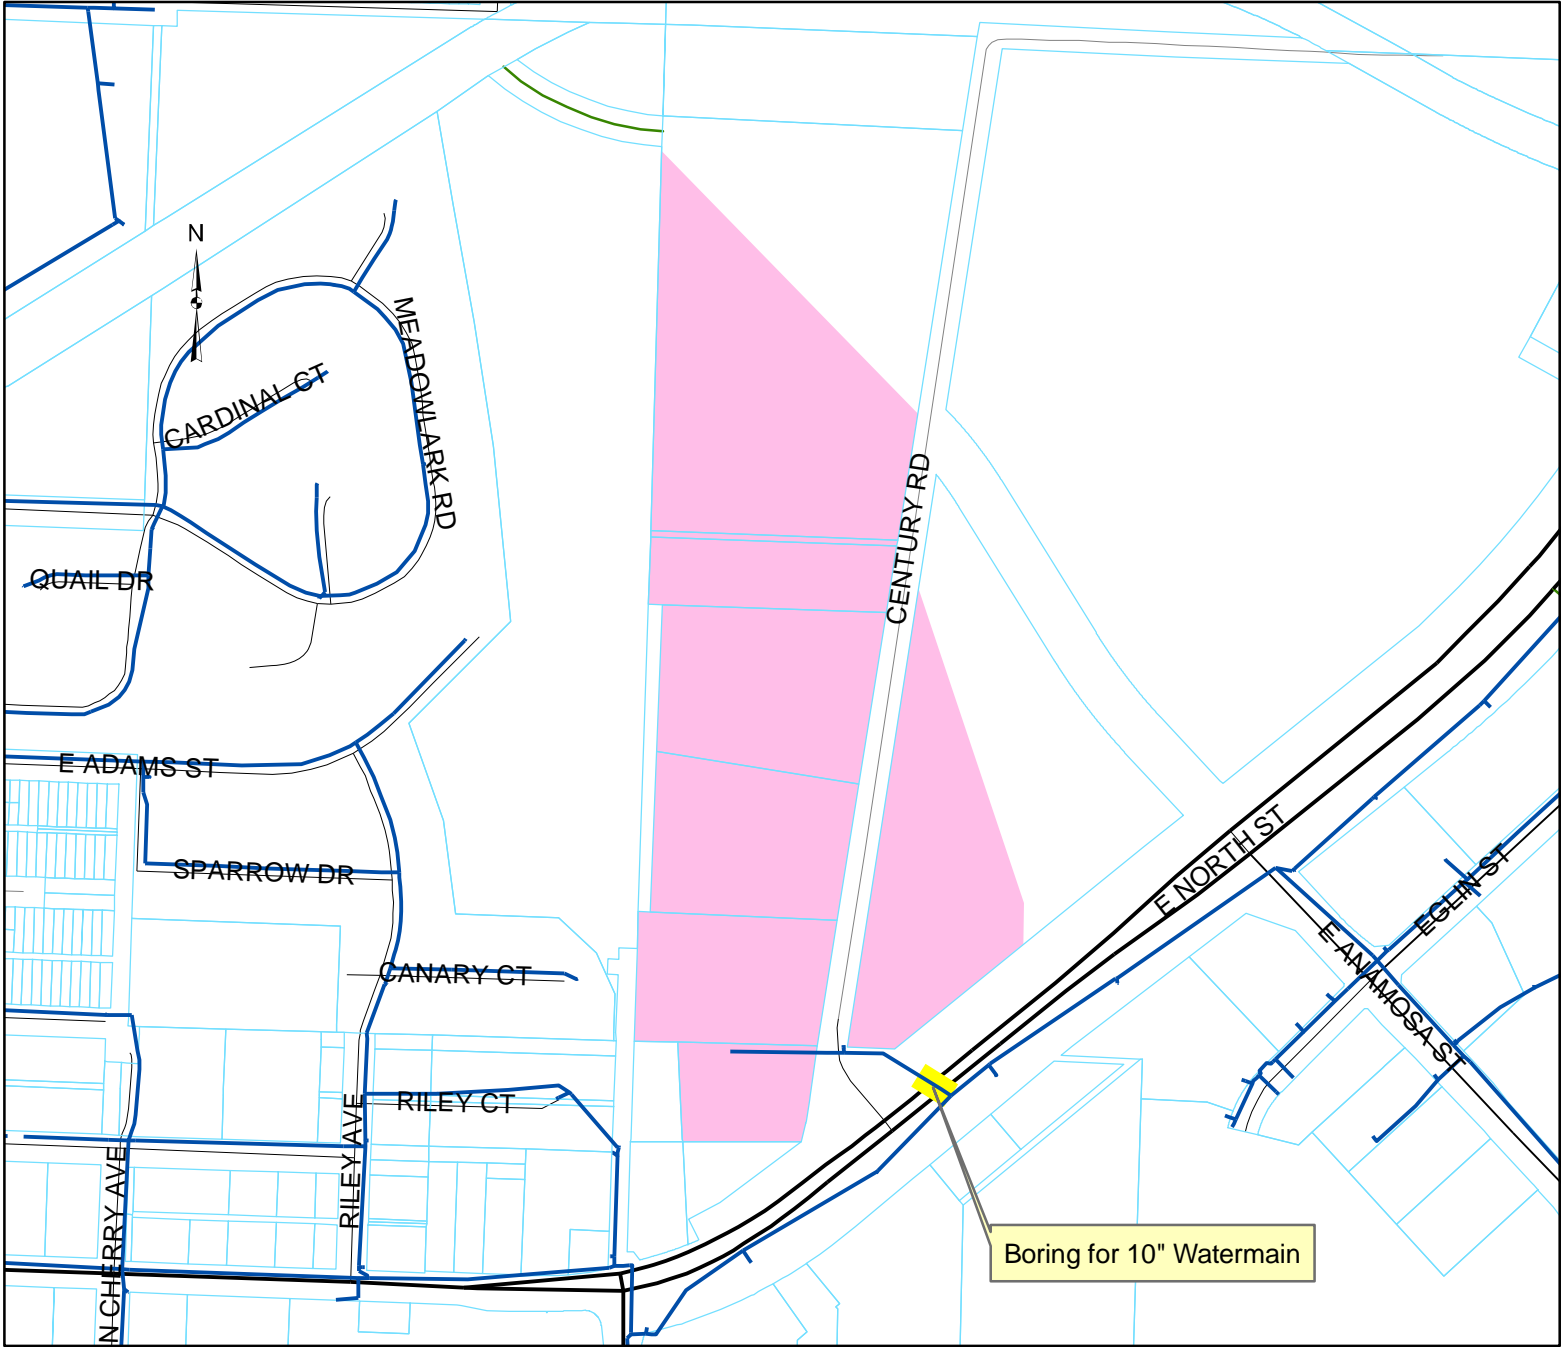 N
MEADOWLARK RD
CARDINAL CT
CENTURY RD
QUAIL DR
E ADAMS ST
E NORTH ST
SPARROW DR
EGLIN ST
E ANAMOSA ST
CANARY CT
RILEY CT
RILEY AVE
N CHERRY AVE
Boring for 10" Watermain